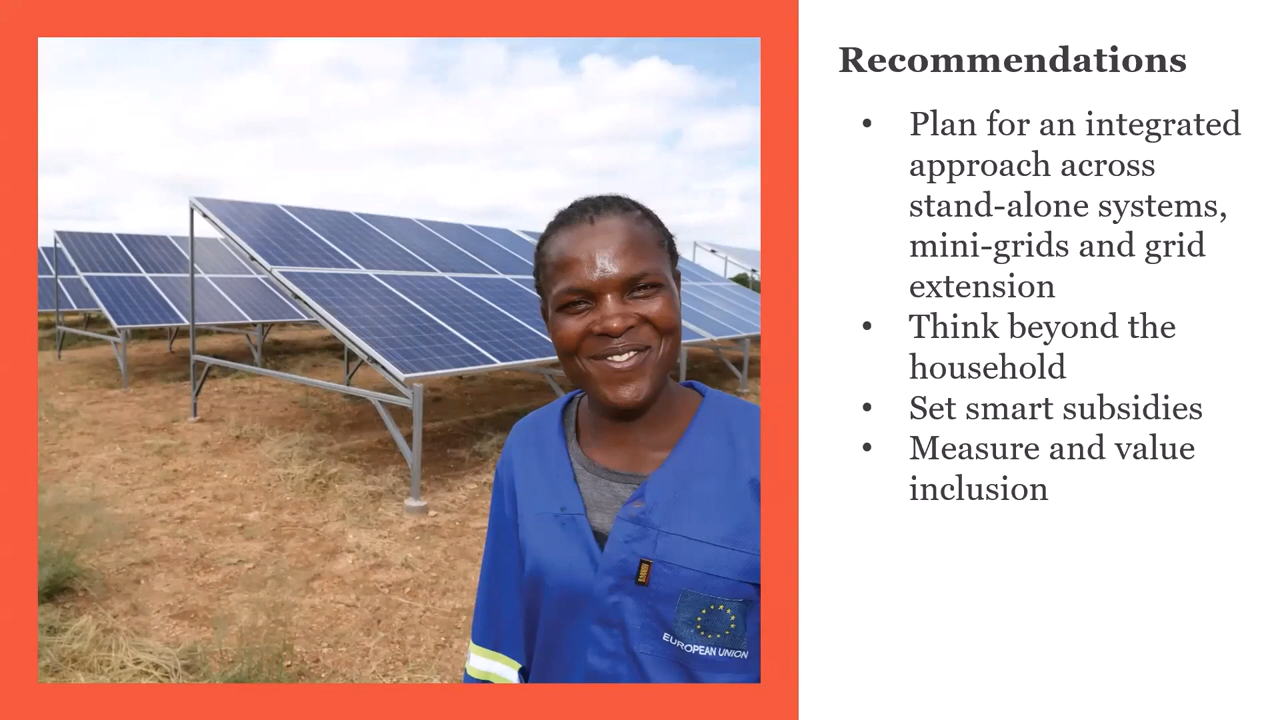 Recommendations
• Plan for an integrated
approach across
stand-alone systems,
mini-grids and grid
extension
• Think beyond the
household
• Set smart subsidies
• Measure and value
inclusion
EUROPEAN UNION